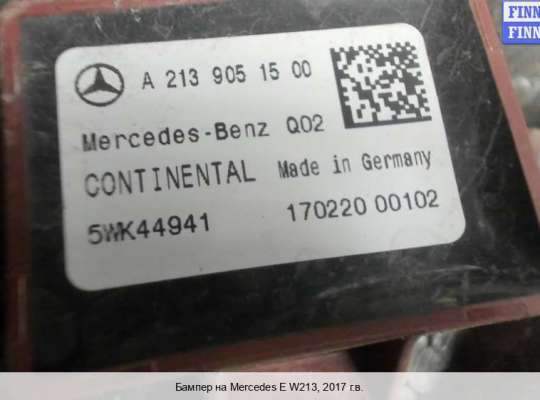 FINN
FINN
A 213 905 15 00
Mercedes-Benz Q02
CONTINENTAL Made in Germany
5WK44941 170220 00102
Бампер на Mercedes E W213, 2017 г.в.